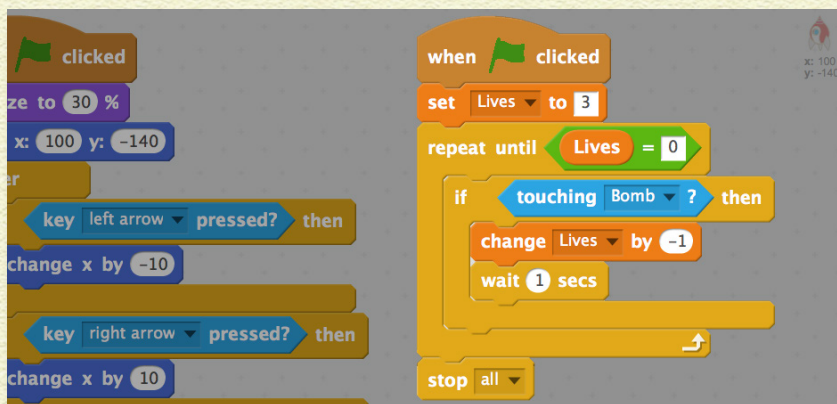 clicked
ze to 30 %
x: 100 y: -140
er
key left arrow pressed? then
change x by -10
key right arrow pressed? then
change x by 10
when clicked
set Lives to 3
repeat until Lives = 0
if touching Bomb ? then
change Lives by -1
wait 1 secs
stop all
x: 100
y: -140